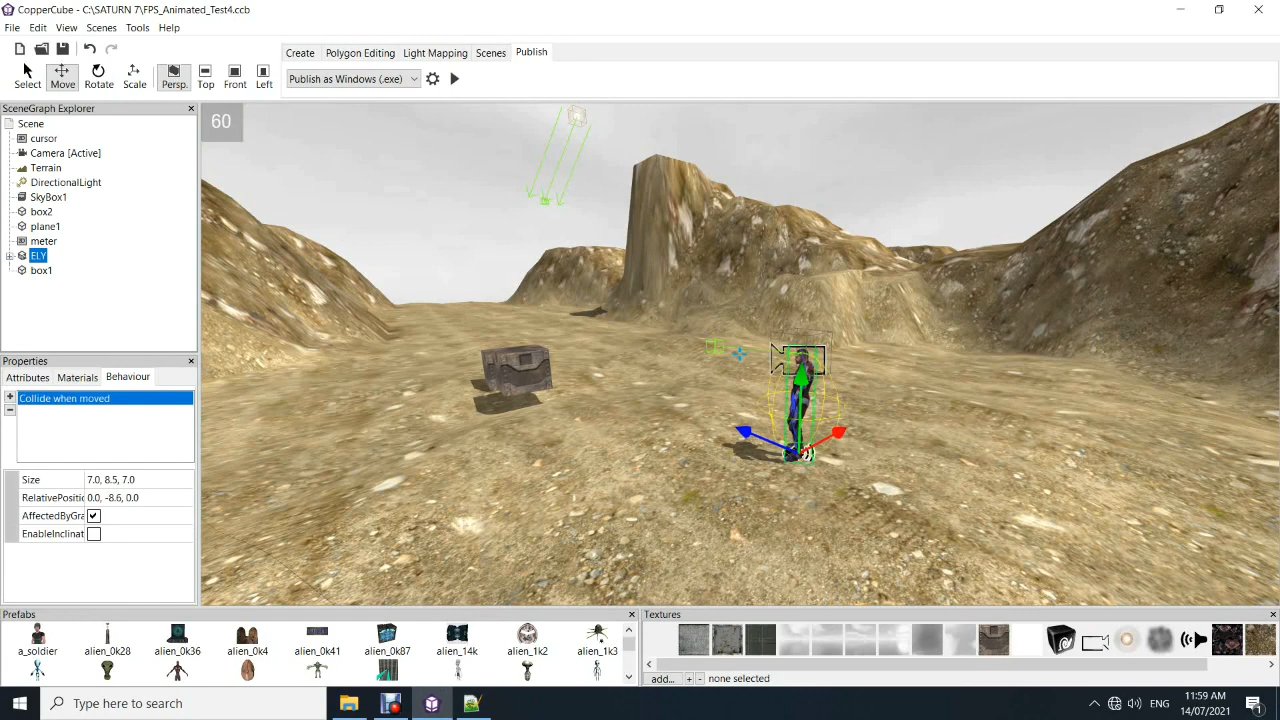 CopperCube - C:\SATURN 7\FPS_Animated_Test4.ccb
File Edit View Scenes Tools Help
Create Polygon Editing Light Mapping Scenes Publish
Select Move Rotate Scale Persp. Top Front Left
Publish as Windows (.exe)
SceneGraph Explorer
60
Scene
cursor
Camera [Active]
Terrain
DirectionalLight
SkyBox1
box2
plane1
meter
ELY
box1
Properties
Attributes Materials Behaviour
Collide when moved
Size 7.0, 8.5, 7.0
RelativePositi 0.0, -8.6, 0.0
AffectedByGra
EnableInclinat
Prefabs
a_soldier alien_0k28 alien_0k36 alien_0k4 alien_0k41 alien_0k87 alien_14k alien_1k2 alien_1k3
Textures
add... + - none selected
Type here to search
ENG
11:59 AM
14/07/2021
1